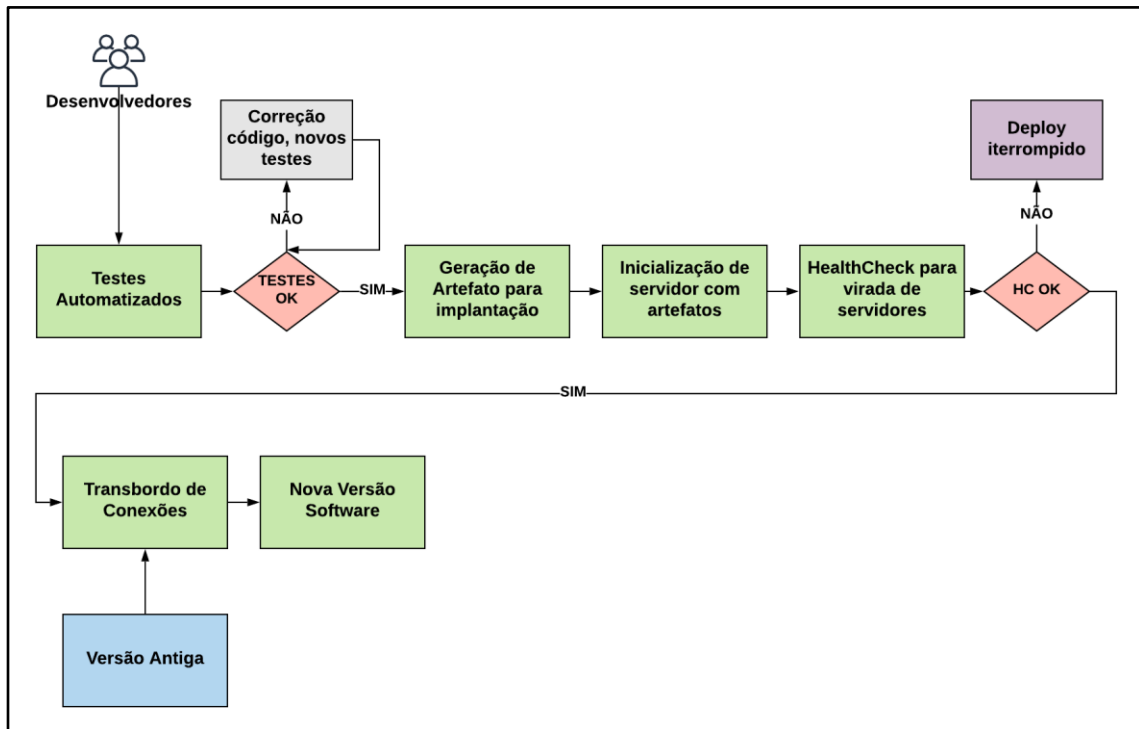 Desenvolvedores
Correção
código, novos
testes
Deploy
iterrompido
NÃO
NÃO
Testes
Automatizados
TESTES
OK
SIM
Geração de
Artefato para
implantação
Inicialização de
servidor com
artefatos
HealthCheck para
virada de
servidores
HC OK
SIM
Transbordo de
Conexões
Nova Versão
Software
Versão Antiga